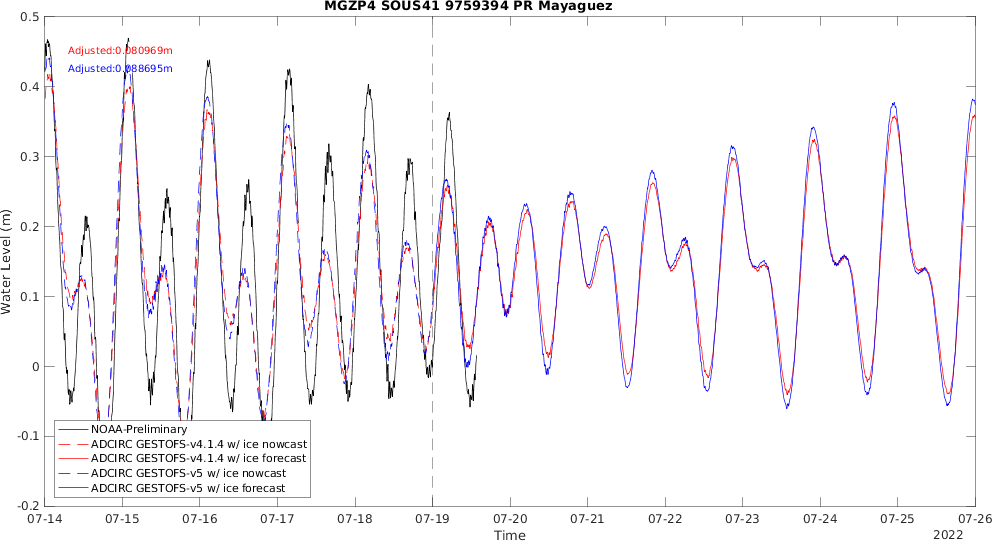 MGZP4 SOUS41 9759394 PR Mayaguez
0.5
Adjusted:0.080969m
Adjusted:0.088695m
0.4
0.3
0.2
Water Level (m)
0.1
0
-0.1
NOAA-Preliminary
ADCIRC GESTOFS-v4.1.4 w/ ice nowcast
ADCIRC GESTOFS-v4.1.4 w/ ice forecast
ADCIRC GESTOFS-v5 w/ ice nowcast
ADCIRC GESTOFS-v5 w/ ice forecast
-0.2
07-14 07-15 07-16 07-17 07-18 07-19 07-20 07-21 07-22 07-23 07-24 07-25 07-26
Time
2022